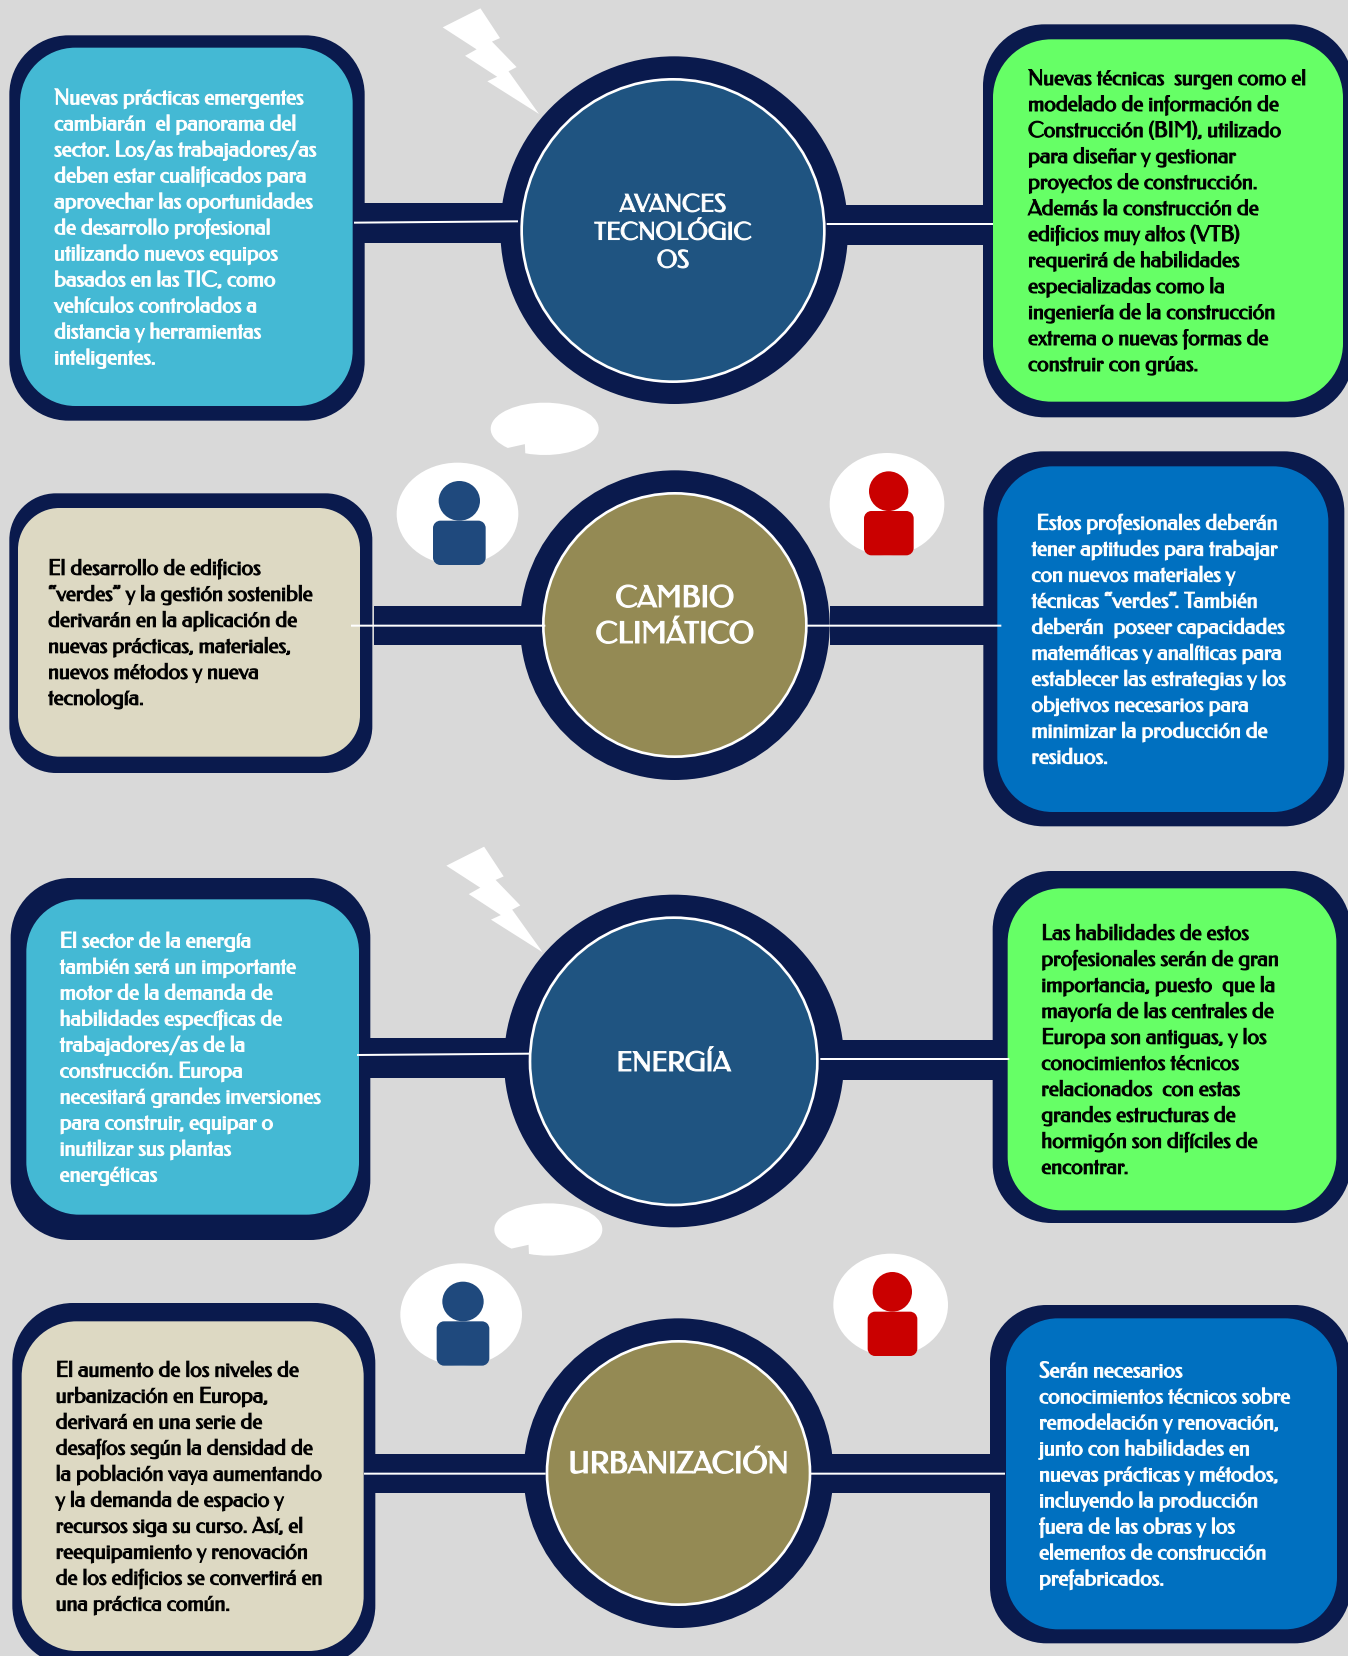 Nuevas prácticas emergentes
cambiarán el panorama del
sector. Los/as trabajadores/as
deben estar cualificados para
aprovechar las oportunidades
de desarrollo profesional
utilizando nuevos equipos
basados en las TIC, como
vehículos controlados a
distancia y herramientas
inteligentes.
AVANCES
TECNOLÓGIC
OS
Nuevas técnicas surgen como el
modelado de información de
Construcción (BIM), utilizado
para diseñar y gestionar
proyectos de construcción.
Además la construcción de
edificios muy altos (VTB)
requerirá de habilidades
especializadas como la
ingeniería de la construcción
extrema o nuevas formas de
construir con grúas.
El desarrollo de edificios
"verdes" y la gestión sostenible
derivarán en la aplicación de
nuevas prácticas, materiales,
nuevos métodos y nueva
tecnología.
CAMBIO
CLIMÁTICO
Estos profesionales deberán
tener aptitudes para trabajar
con nuevos materiales y
técnicas "verdes". También
deberán poseer capacidades
matemáticas y analíticas para
establecer las estrategias y los
objetivos necesarios para
minimizar la producción de
residuos.
El sector de la energía
también será un importante
motor de la demanda de
habilidades específicas de
trabajadores/as de la
construcción. Europa
necesitará grandes inversiones
para construir, equipar o
inutilizar sus plantas
energéticas
ENERGÍA
Las habilidades de estos
profesionales serán de gran
importancia, puesto que la
mayoría de las centrales de
Europa son antiguas, y los
conocimientos técnicos
relacionados con estas
grandes estructuras de
hormigón son difíciles de
encontrar.
El aumento de los niveles de
urbanización en Europa,
derivará en una serie de
desafíos según la densidad de
la población vaya aumentando
y la demanda de espacio y
recursos siga su curso. Así, el
reequipamiento y renovación
de los edificios se convertirá en
una práctica común.
URBANIZACIÓN
Serán necesarios
conocimientos técnicos sobre
remodelación y renovación,
junto con habilidades en
nuevas prácticas y métodos,
incluyendo la producción
fuera de las obras y los
elementos de construcción
prefabricados.